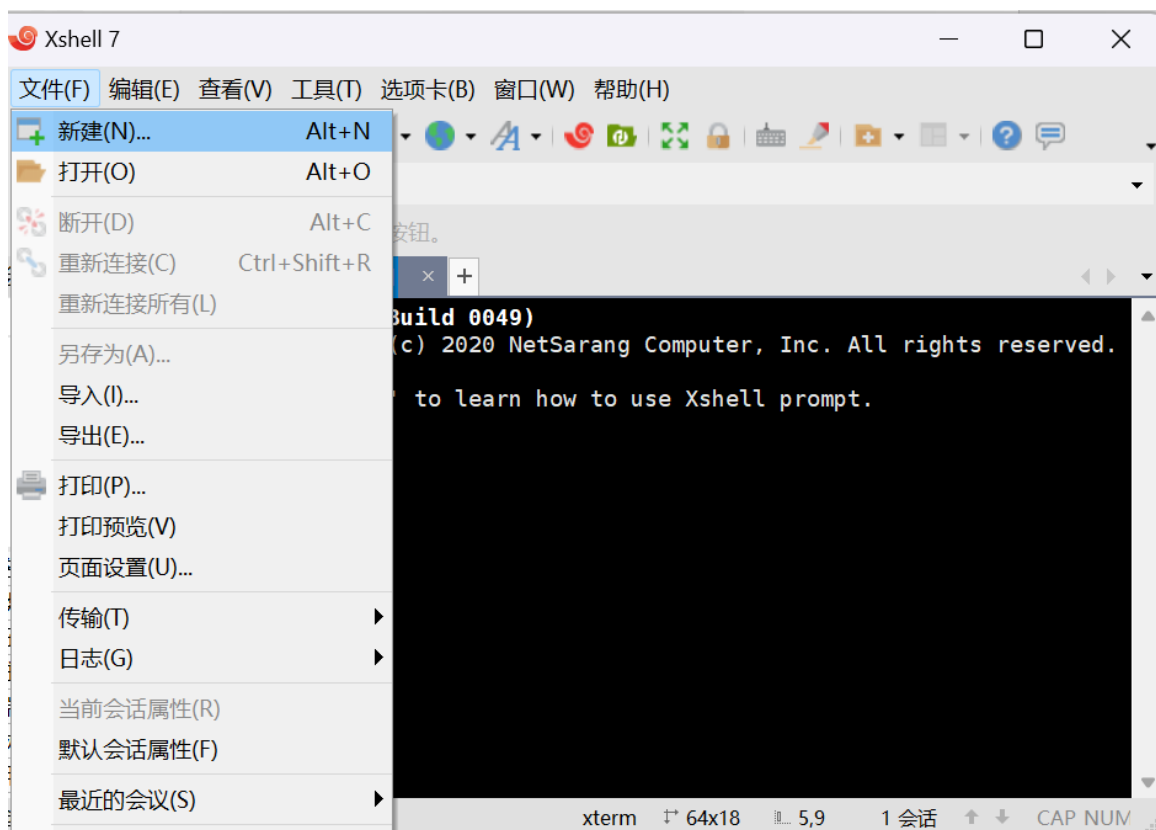 Xshell 7
文件(F) 编辑(E) 查看(V) 工具(T) 选项卡(B) 窗口(W) 帮助(H)
新建(N)... Alt+N
打开(O) Alt+O
断开(D) Alt+C
按钮。
重新连接(C) Ctrl+Shift+R
重新连接所有(L)
Build 0049)
(c) 2020 NetSarang Computer, Inc. All rights reserved.
另存为(A)...
导入(I)...
' to learn how to use Xshell prompt.
导出(E)...
打印(P)...
打印预览(V)
页面设置(U)...
传输(T)
日志(G)
当前会话属性(R)
默认会话属性(F)
最近的会议(S)
xterm 64x18 5,9 1 会话 CAP NUM